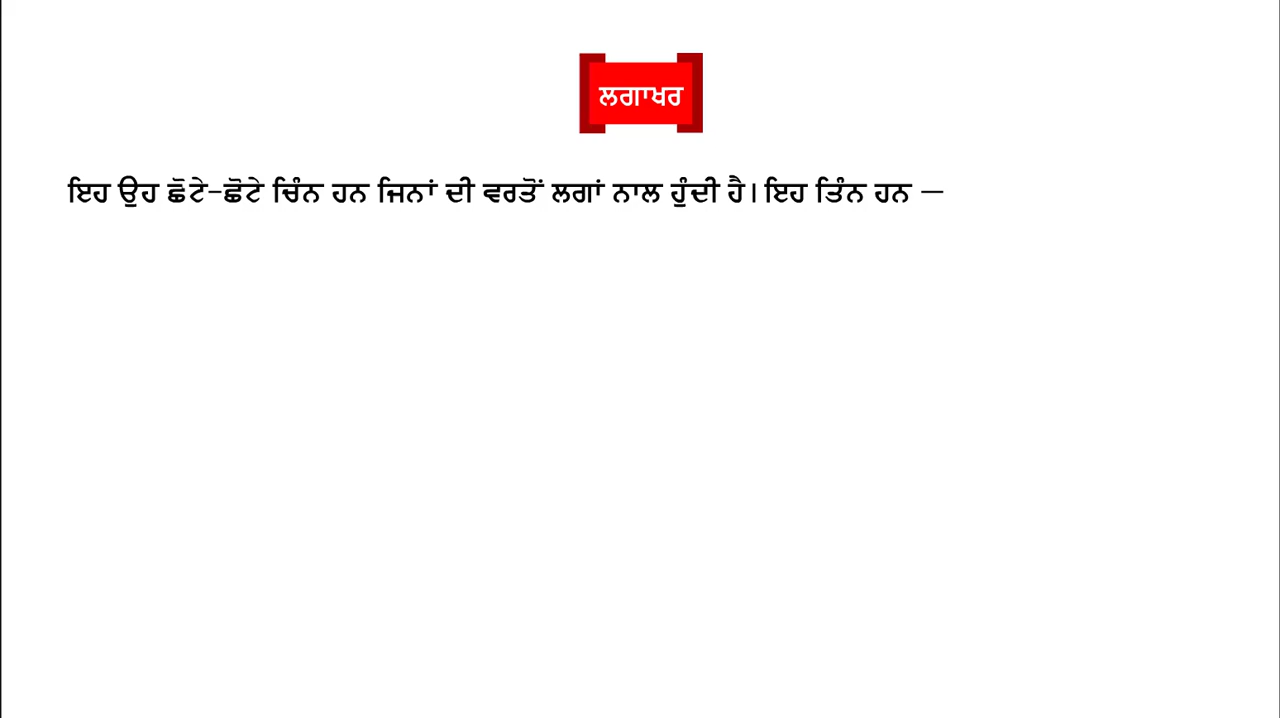 ਲਗਾਖਰ
ਇਹ ਉਹ ਛੋਟੇ-ਛੋਟੇ ਚਿੰਨ ਹਨ ਜਿਨਾਂ ਦੀ ਵਰਤੋਂ ਲਗਾਂ ਨਾਲ ਹੁੰਦੀ ਹੈ। ਇਹ ਤਿੰਨ ਹਨ —